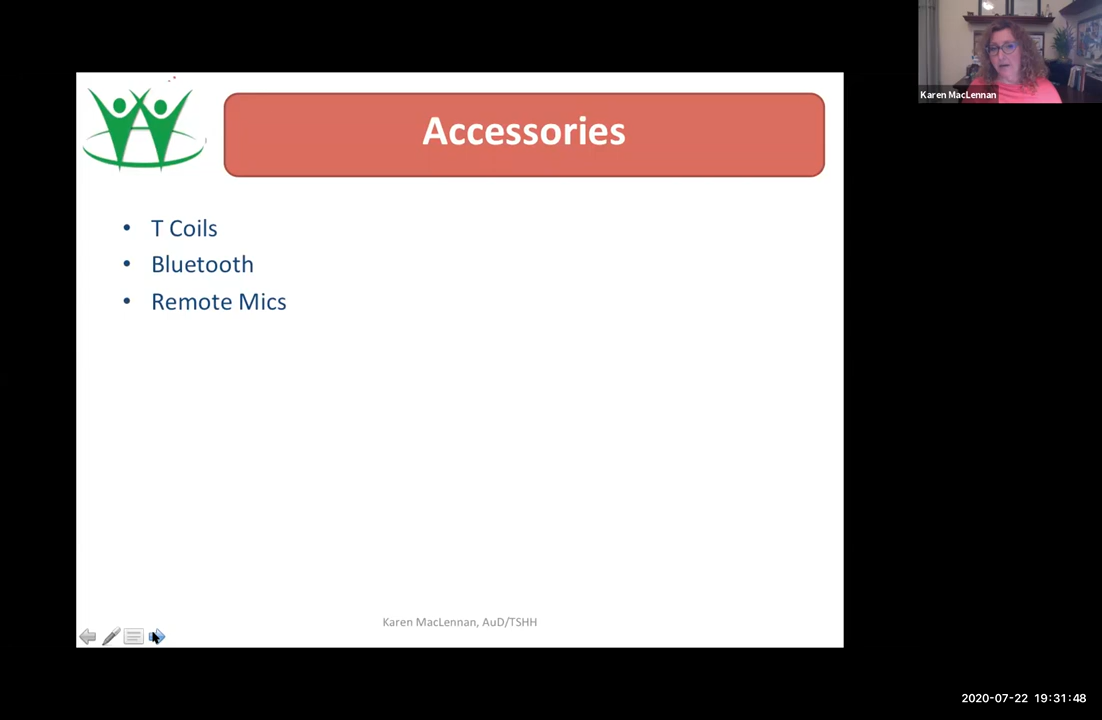 Karen MacLennan
Accessories
• T Coils
• Bluetooth
• Remote Mics
Karen MacLennan, AuD/TSHH
2020-07-22 19:31:48